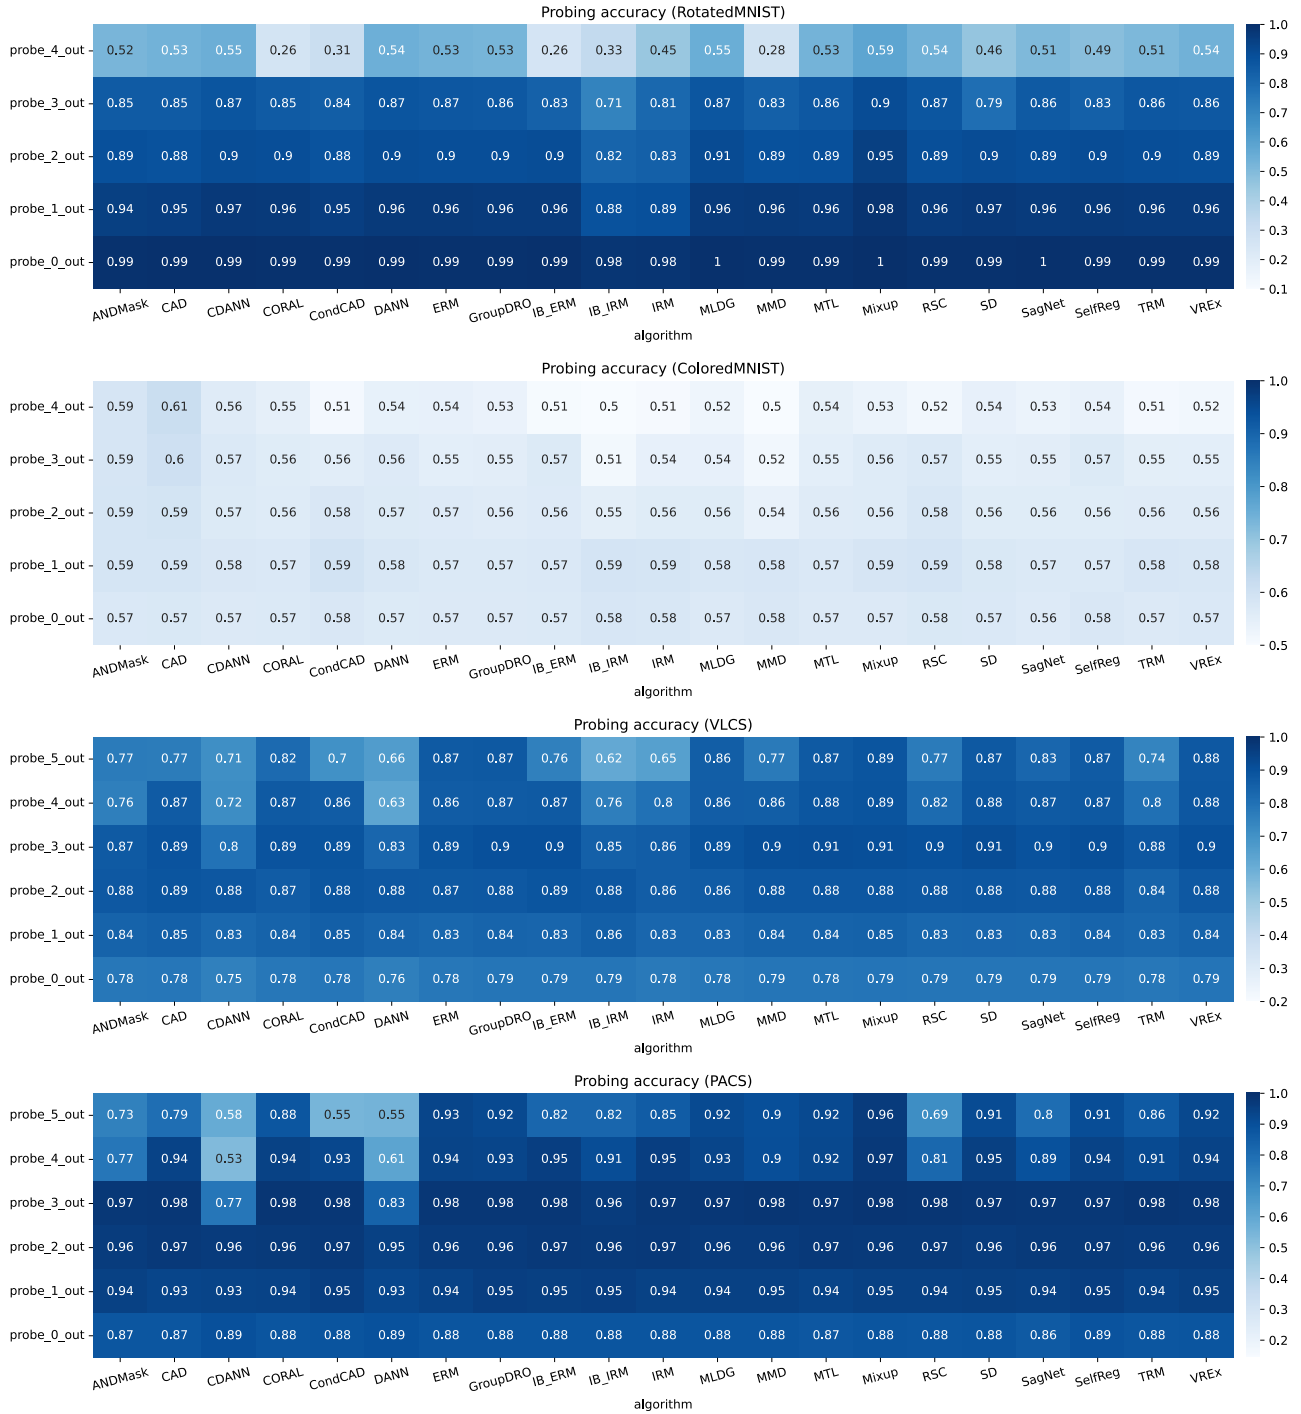 Probing accuracy (RotatedMNIST)
probe_4_out 0.52 0.53 0.55 0.26 0.31 0.54 0.53 0.53 0.26 0.33 0.45 0.55 0.28 0.53 0.59 0.54 0.46 0.51 0.49 0.51 0.54
probe_3_out 0.85 0.85 0.87 0.85 0.84 0.87 0.87 0.86 0.83 0.71 0.81 0.87 0.83 0.86 0.9 0.87 0.79 0.86 0.83 0.86 0.86
probe_2_out 0.89 0.88 0.9 0.9 0.88 0.9 0.9 0.9 0.9 0.82 0.83 0.91 0.89 0.89 0.95 0.89 0.9 0.89 0.9 0.9 0.89
probe_1_out 0.94 0.95 0.97 0.96 0.95 0.96 0.96 0.96 0.96 0.88 0.89 0.96 0.96 0.96 0.98 0.96 0.97 0.96 0.96 0.96 0.96
probe_0_out 0.99 0.99 0.99 0.99 0.99 0.99 0.99 0.99 0.99 0.98 0.98 1 0.99 0.99 1 0.99 0.99 1 0.99 0.99 0.99
ANDMask CAD CDANN CORAL CondCAD DANN ERM GroupDRO IB_ERM IB_IRM IRM MLDG MMD MTL Mixup RSC SD SagNet SelfReg TRM VREx
algorithm
1.0
0.9
0.8
0.7
0.6
0.5
0.4
0.3
0.2
0.1
Probing accuracy (ColoredMNIST)
probe_4_out 0.59 0.61 0.56 0.55 0.51 0.54 0.54 0.53 0.51 0.5 0.51 0.52 0.5 0.54 0.53 0.52 0.54 0.53 0.54 0.51 0.52
probe_3_out 0.59 0.6 0.57 0.56 0.56 0.56 0.55 0.55 0.57 0.51 0.54 0.54 0.52 0.55 0.56 0.57 0.55 0.55 0.57 0.55 0.55
probe_2_out 0.59 0.59 0.57 0.56 0.58 0.57 0.57 0.56 0.56 0.55 0.56 0.56 0.54 0.56 0.56 0.58 0.56 0.56 0.56 0.56 0.56
probe_1_out 0.59 0.59 0.58 0.57 0.59 0.58 0.57 0.57 0.57 0.59 0.59 0.58 0.58 0.57 0.59 0.59 0.58 0.57 0.57 0.58 0.58
probe_0_out 0.57 0.57 0.57 0.57 0.58 0.57 0.57 0.57 0.57 0.58 0.58 0.57 0.58 0.57 0.57 0.58 0.57 0.56 0.58 0.57 0.57
ANDMask CAD CDANN CORAL CondCAD DANN ERM GroupDRO IB_ERM IB_IRM IRM MLDG MMD MTL Mixup RSC SD SagNet SelfReg TRM VREx
algorithm
1.0
0.9
0.8
0.7
0.6
0.5
Probing accuracy (VLCS)
probe_5_out 0.77 0.77 0.71 0.82 0.7 0.66 0.87 0.87 0.76 0.62 0.65 0.86 0.77 0.87 0.89 0.77 0.87 0.83 0.87 0.74 0.88
probe_4_out 0.76 0.87 0.72 0.87 0.86 0.63 0.86 0.87 0.87 0.76 0.8 0.86 0.86 0.88 0.89 0.82 0.88 0.87 0.87 0.8 0.88
probe_3_out 0.87 0.89 0.8 0.89 0.89 0.83 0.89 0.9 0.9 0.85 0.86 0.89 0.9 0.91 0.91 0.9 0.91 0.9 0.9 0.88 0.9
probe_2_out 0.88 0.89 0.88 0.87 0.88 0.88 0.87 0.88 0.89 0.88 0.86 0.86 0.88 0.88 0.88 0.88 0.88 0.88 0.88 0.84 0.88
probe_1_out 0.84 0.85 0.83 0.84 0.85 0.84 0.83 0.84 0.83 0.86 0.83 0.83 0.84 0.84 0.85 0.83 0.83 0.83 0.84 0.83 0.84
probe_0_out 0.78 0.78 0.75 0.78 0.78 0.76 0.78 0.79 0.79 0.79 0.78 0.78 0.79 0.78 0.79 0.79 0.78 0.79 0.79 0.78 0.79
ANDMask CAD CDANN CORAL CondCAD DANN ERM GroupDRO IB_ERM IB_IRM IRM MLDG MMD MTL Mixup RSC SD SagNet SelfReg TRM VREx
algorithm
1.0
0.9
0.8
0.7
0.6
0.5
0.4
0.3
0.2
Probing accuracy (PACS)
probe_5_out 0.73 0.79 0.58 0.88 0.55 0.55 0.93 0.92 0.82 0.82 0.85 0.92 0.9 0.92 0.96 0.69 0.91 0.8 0.91 0.86 0.92
probe_4_out 0.77 0.94 0.53 0.94 0.93 0.61 0.94 0.93 0.95 0.91 0.95 0.93 0.9 0.92 0.97 0.81 0.95 0.89 0.94 0.91 0.94
probe_3_out 0.97 0.98 0.77 0.98 0.98 0.83 0.98 0.98 0.98 0.96 0.97 0.97 0.98 0.97 0.98 0.98 0.98 0.97 0.97 0.98 0.98
probe_2_out 0.96 0.97 0.96 0.96 0.97 0.95 0.96 0.96 0.97 0.96 0.97 0.96 0.96 0.97 0.96 0.97 0.96 0.96 0.97 0.96 0.96
probe_1_out 0.94 0.93 0.93 0.94 0.95 0.93 0.94 0.95 0.95 0.95 0.94 0.94 0.95 0.94 0.95 0.94 0.95 0.94 0.95 0.94 0.95
probe_0_out 0.87 0.87 0.89 0.88 0.88 0.89 0.88 0.88 0.88 0.88 0.88 0.88 0.88 0.87 0.88 0.88 0.88 0.86 0.89 0.88 0.88
ANDMask CAD CDANN CORAL CondCAD DANN ERM GroupDRO IB_ERM IB_IRM IRM MLDG MMD MTL Mixup RSC SD SagNet SelfReg TRM VREx
algorithm
1.0
0.9
0.8
0.7
0.6
0.5
0.4
0.3
0.2